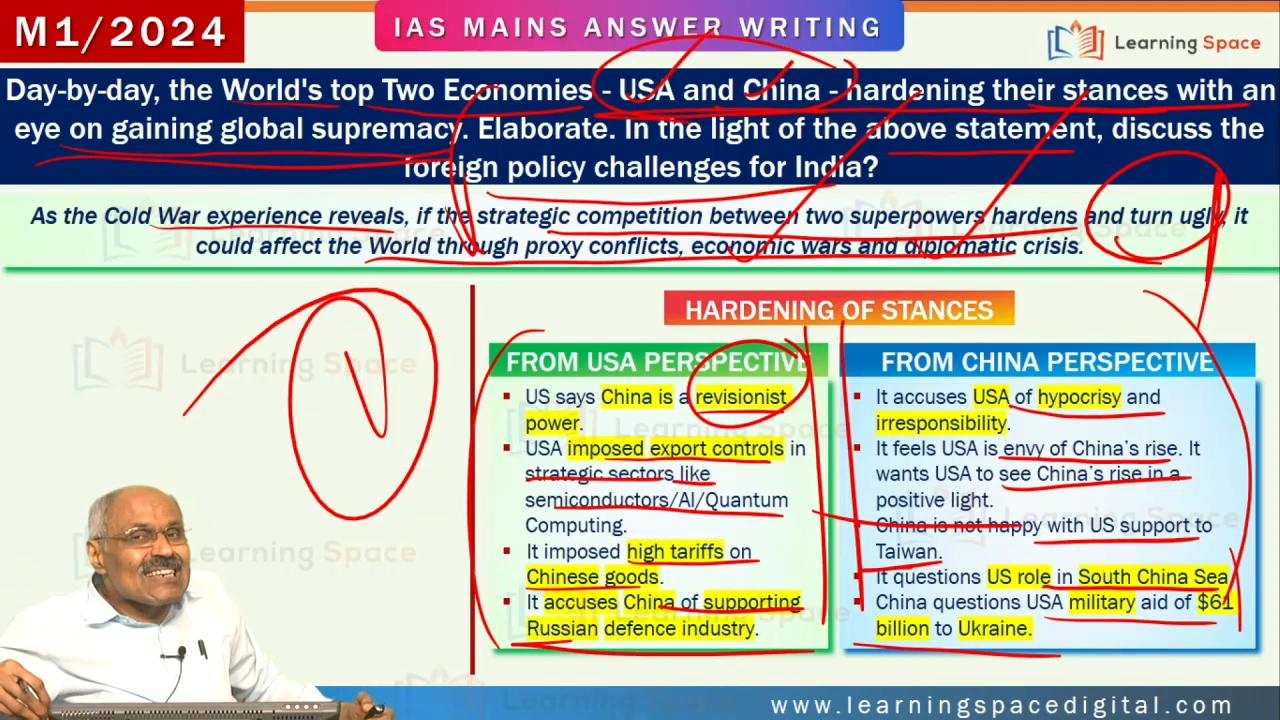 M1/2024
IAS MAINS ANSWER WRITING
Learning Space
Day-by-day, the World's top Two Economies - USA and China - hardening their stances with an
eye on gaining global supremacy. Elaborate. In the light of the above statement, discuss the
foreign policy challenges for India?
As the Cold War experience reveals, if the strategic competition between two superpowers hardens and turn ugly, it
could affect the World through proxy conflicts, economic wars and diplomatic crisis.
HARDENING OF STANCES
FROM USA PERSPECTIVE
US says China is a revisionist
power.
USA imposed export controls in
strategic sectors like
semiconductors/AI/Quantum
Computing.
It imposed high tariffs on
Chinese goods.
It accuses China of supporting
Russian defence industry.
FROM CHINA PERSPECTIVE
It accuses USA of hypocrisy and
irresponsibility.
It feels USA is envy of China's rise. It
wants USA to see China's rise in a
positive light.
China is not happy with US support to
Taiwan.
It questions US role in South China Sea
China questions USA military aid of $61
billion to Ukraine.
Learning Space
Learning Space
www.learningspacedigital.com